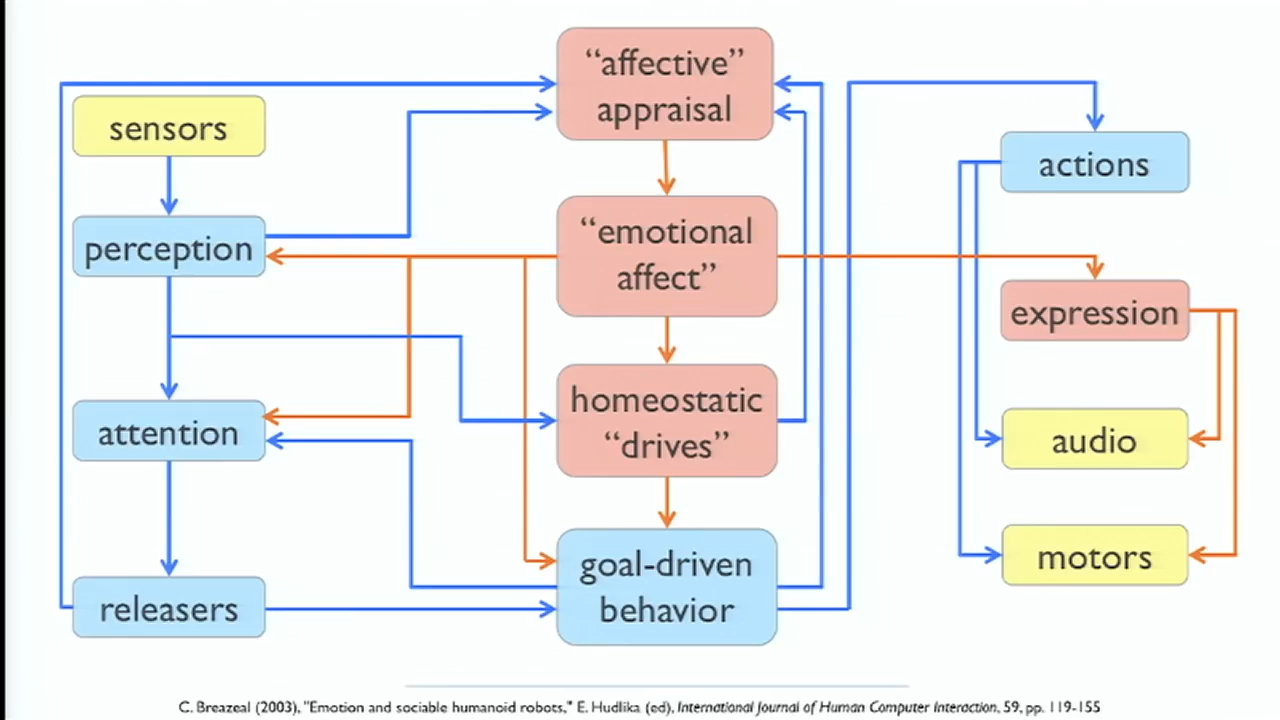 “affective”
appraisal
sensors
actions
perception
“emotional
affect”
expression
homeostatic
“drives”
attention
audio
goal-driven
behavior
motors
releasers
C. Breazeal (2003), "Emotion and sociable humanoid robots," E. Hudlika (ed), International Journal of Human Computer Interaction, 59, pp. 119-155